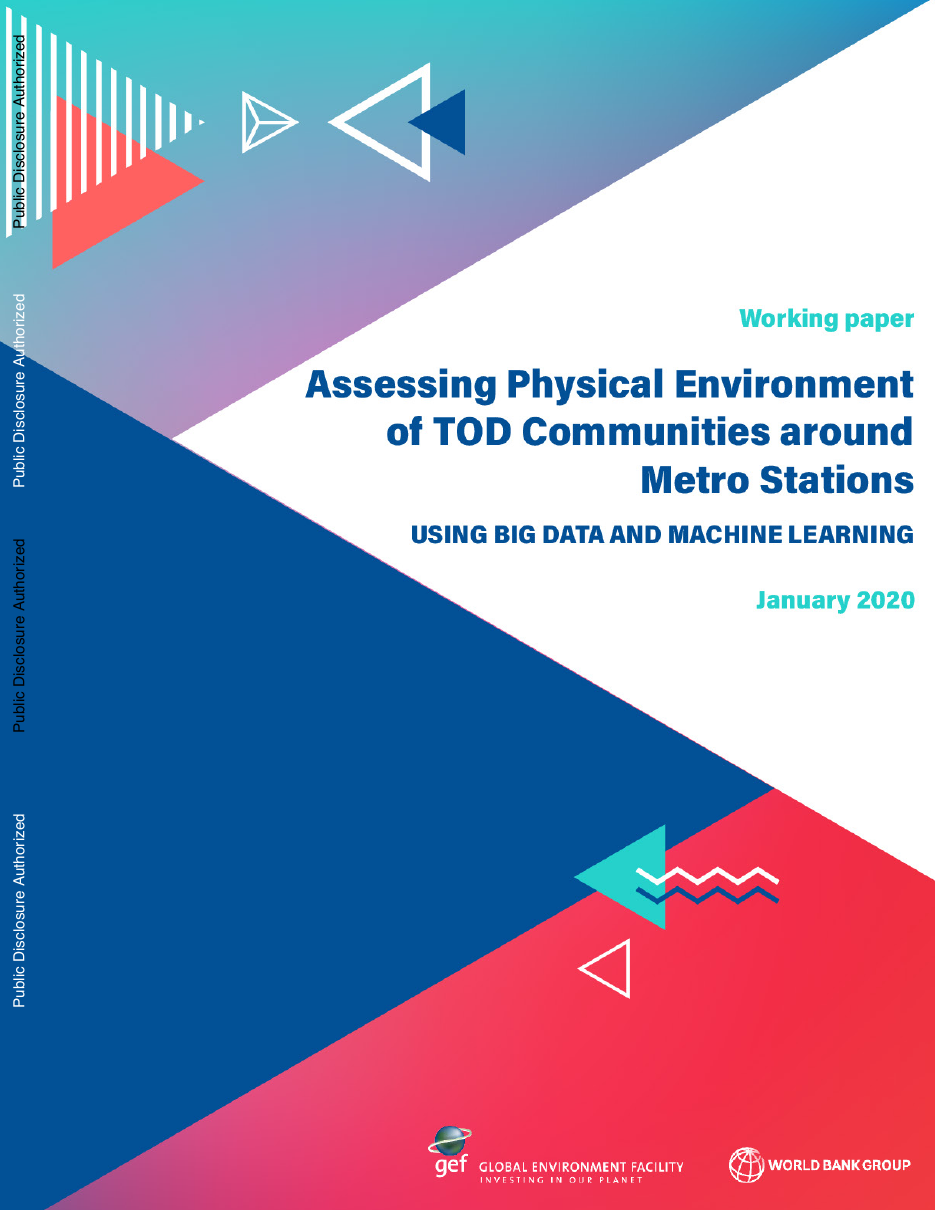 Public Disclosure Authorized
Public Disclosure Authorized
Public Disclosure Authorized
Public Disclosure Authorized
Working paper
Assessing Physical Environment
of TOD Communities around
Metro Stations
USING BIG DATA AND MACHINE LEARNING
January 2020
gef GLOBAL ENVIRONMENT FACILITY
INVESTING IN OUR PLANET
WORLD BANK GROUP